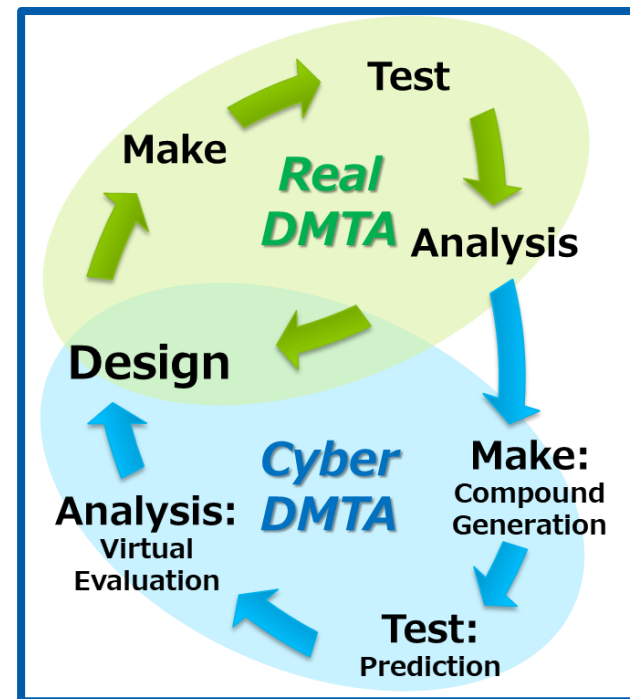 Test
Make
Real
DMTA
Analysis
Design
Cyber
DMTA
Make:
Compound
Generation
Analysis:
Virtual
Evaluation
Test:
Prediction